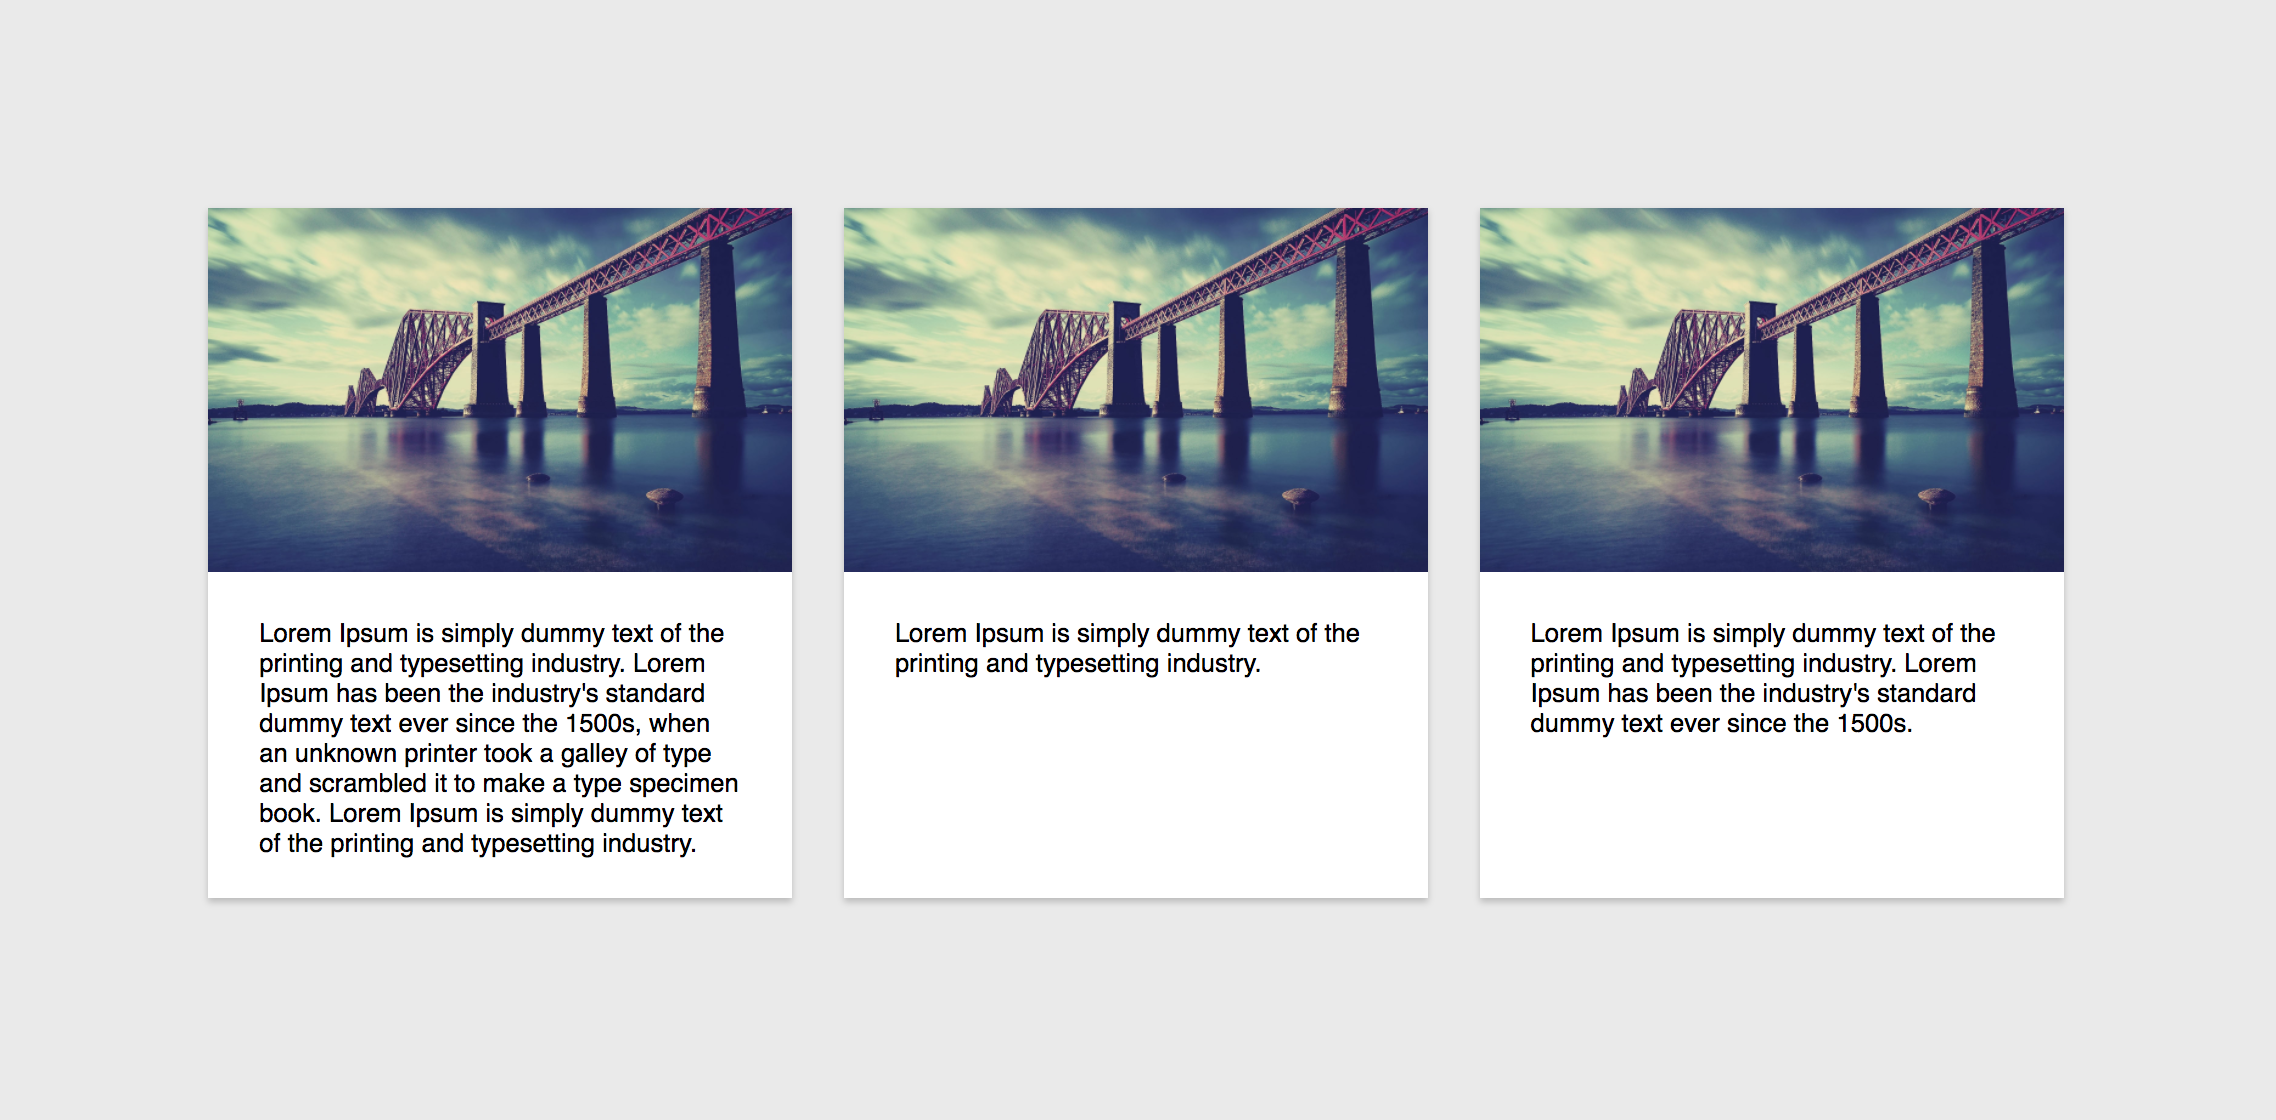 Lorem Ipsum is simply dummy text of the
printing and typesetting industry. Lorem
Ipsum has been the industry's standard
dummy text ever since the 1500s, when
an unknown printer took a galley of type
and scrambled it to make a type specimen
book. Lorem Ipsum is simply dummy text
of the printing and typesetting industry.
Lorem Ipsum is simply dummy text of the
printing and typesetting industry.
Lorem Ipsum is simply dummy text of the
printing and typesetting industry. Lorem
Ipsum has been the industry's standard
dummy text ever since the 1500s.